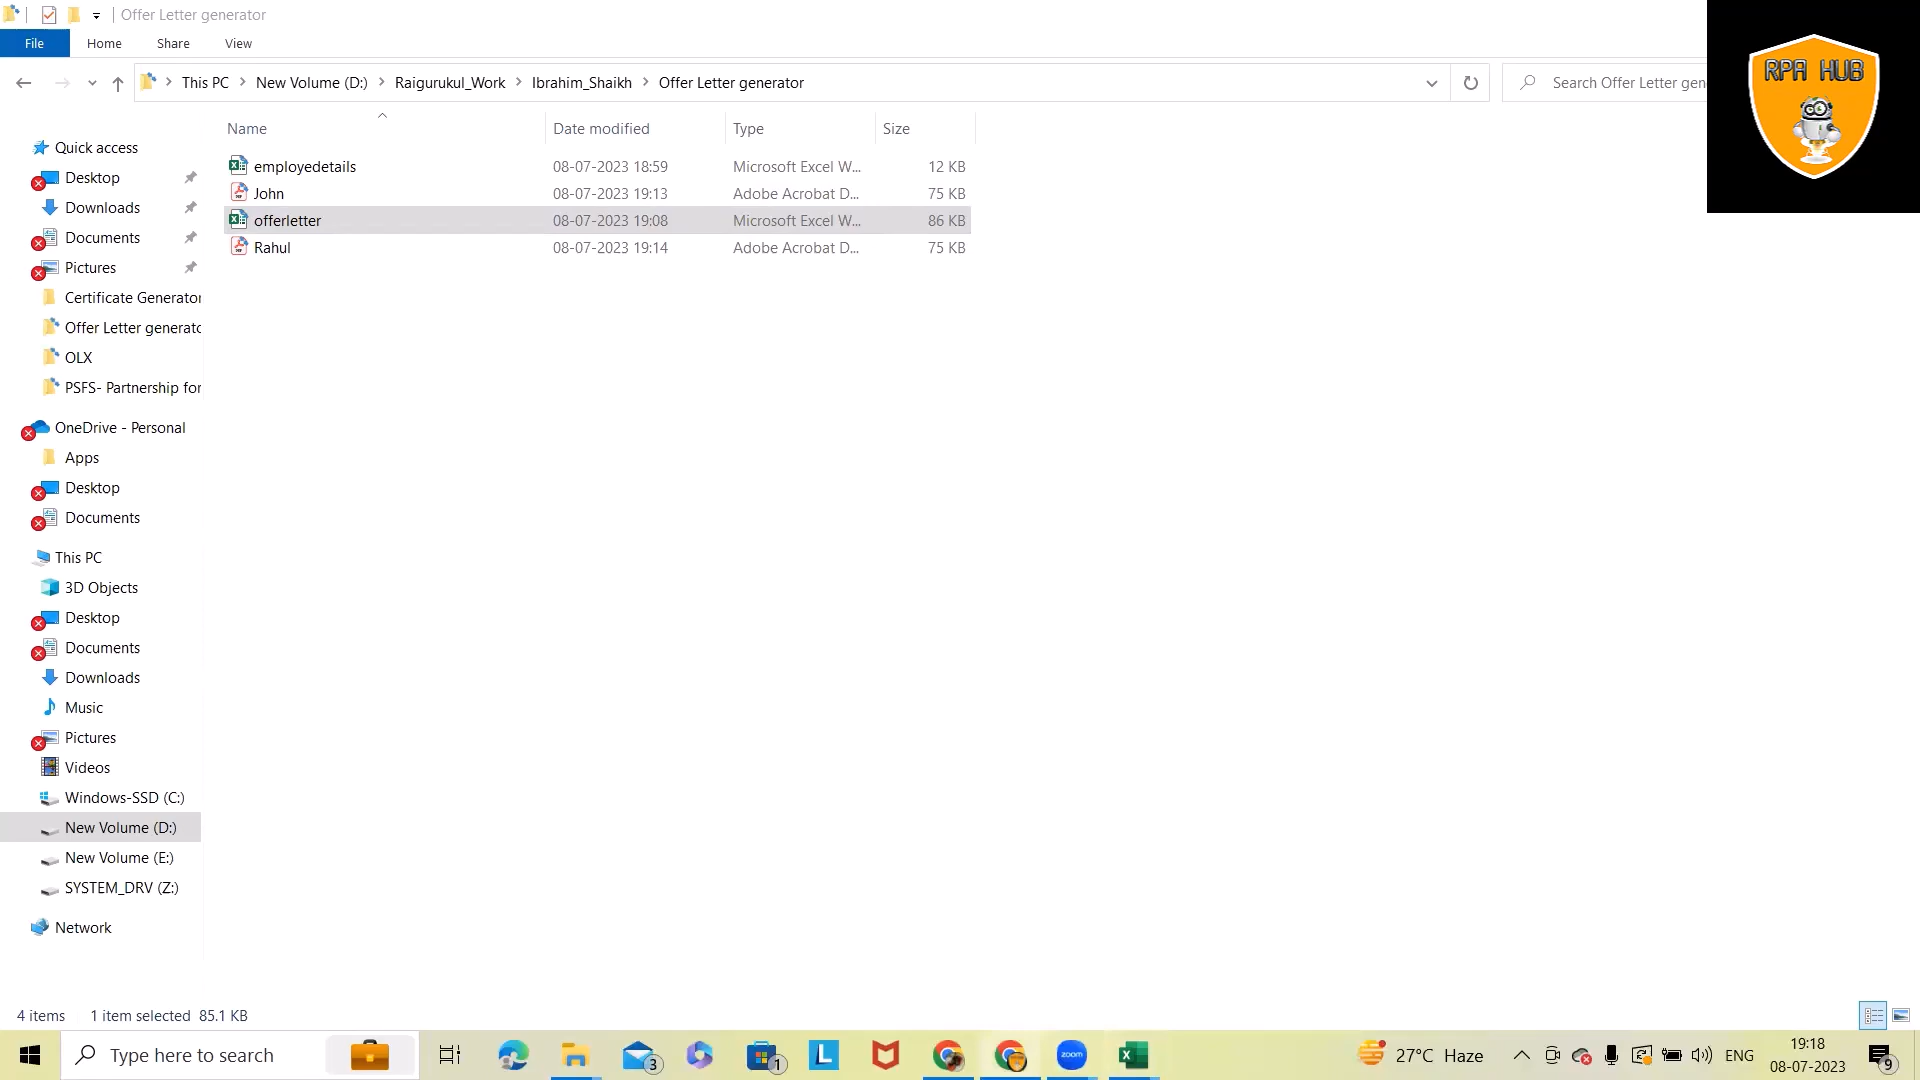 Offer Letter generator
File Home Share View
This PC New Volume (D:) Raigurukul_Work Ibrahim_Shaikh Offer Letter generator
Search Offer Letter gen
RPA HUB
Name Date modified Type Size
employedetails 08-07-2023 18:59 Microsoft Excel W... 12 KB
John 08-07-2023 19:13 Adobe Acrobat D... 75 KB
offerletter 08-07-2023 19:08 Microsoft Excel W... 86 KB
Rahul 08-07-2023 19:14 Adobe Acrobat D... 75 KB
Quick access
Desktop
Downloads
Documents
Pictures
Certificate Generator
Offer Letter generato
OLX
PSFS- Partnership for
OneDrive - Personal
Apps
Desktop
Documents
This PC
3D Objects
Desktop
Documents
Downloads
Music
Pictures
Videos
Windows-SSD (C:)
New Volume (D:)
New Volume (E:)
SYSTEM_DRV (Z:)
Network
4 items 1 item selected 85.1 KB
Type here to search
3
1
L
zoom
27°C Haze
ENG
19:18
08-07-2023
9